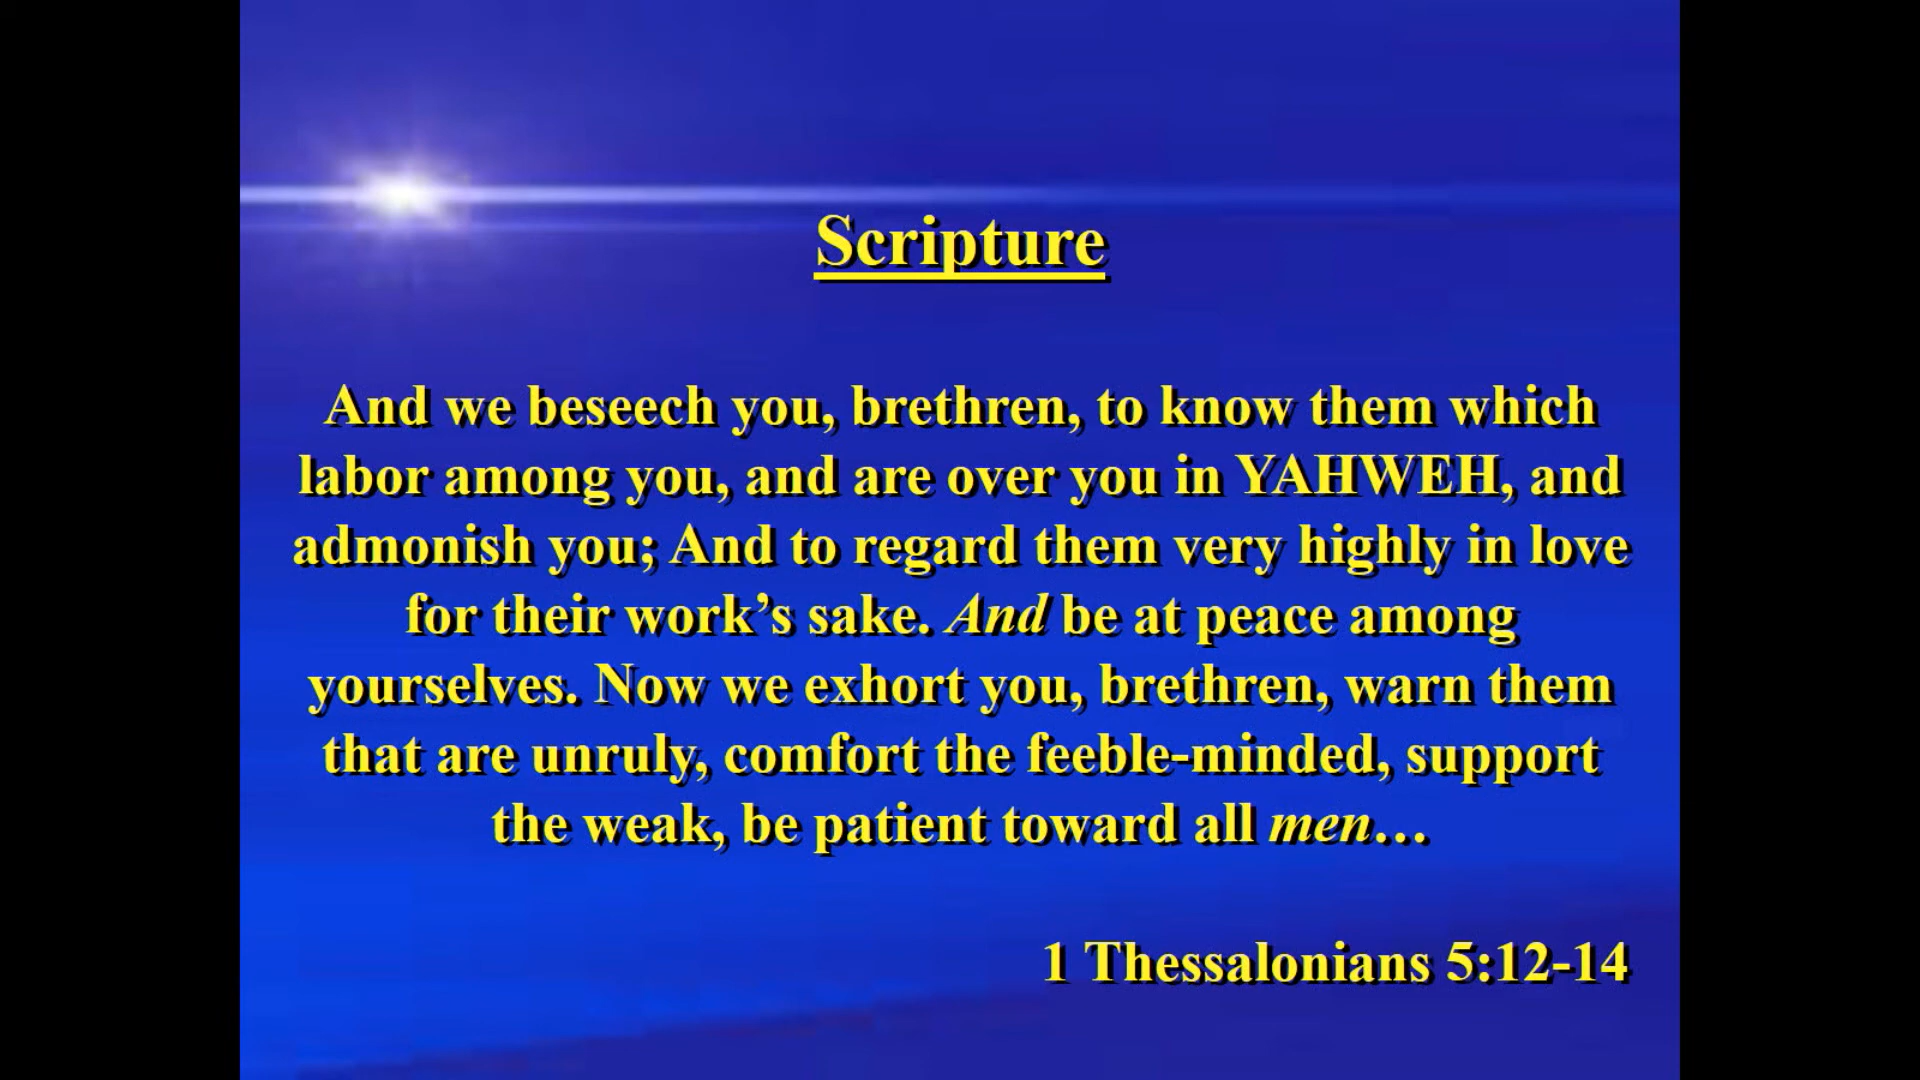 Scripture
And we beseech you, brethren, to know them which
labor among you, and are over you in YAHWEH, and
admonish you; And to regard them very highly in love
for their work’s sake. And be at peace among
yourselves. Now we exhort you, brethren, warn them
that are unruly, comfort the feeble-minded, support
the weak, be patient toward all men…
1 Thessalonians 5:12-14